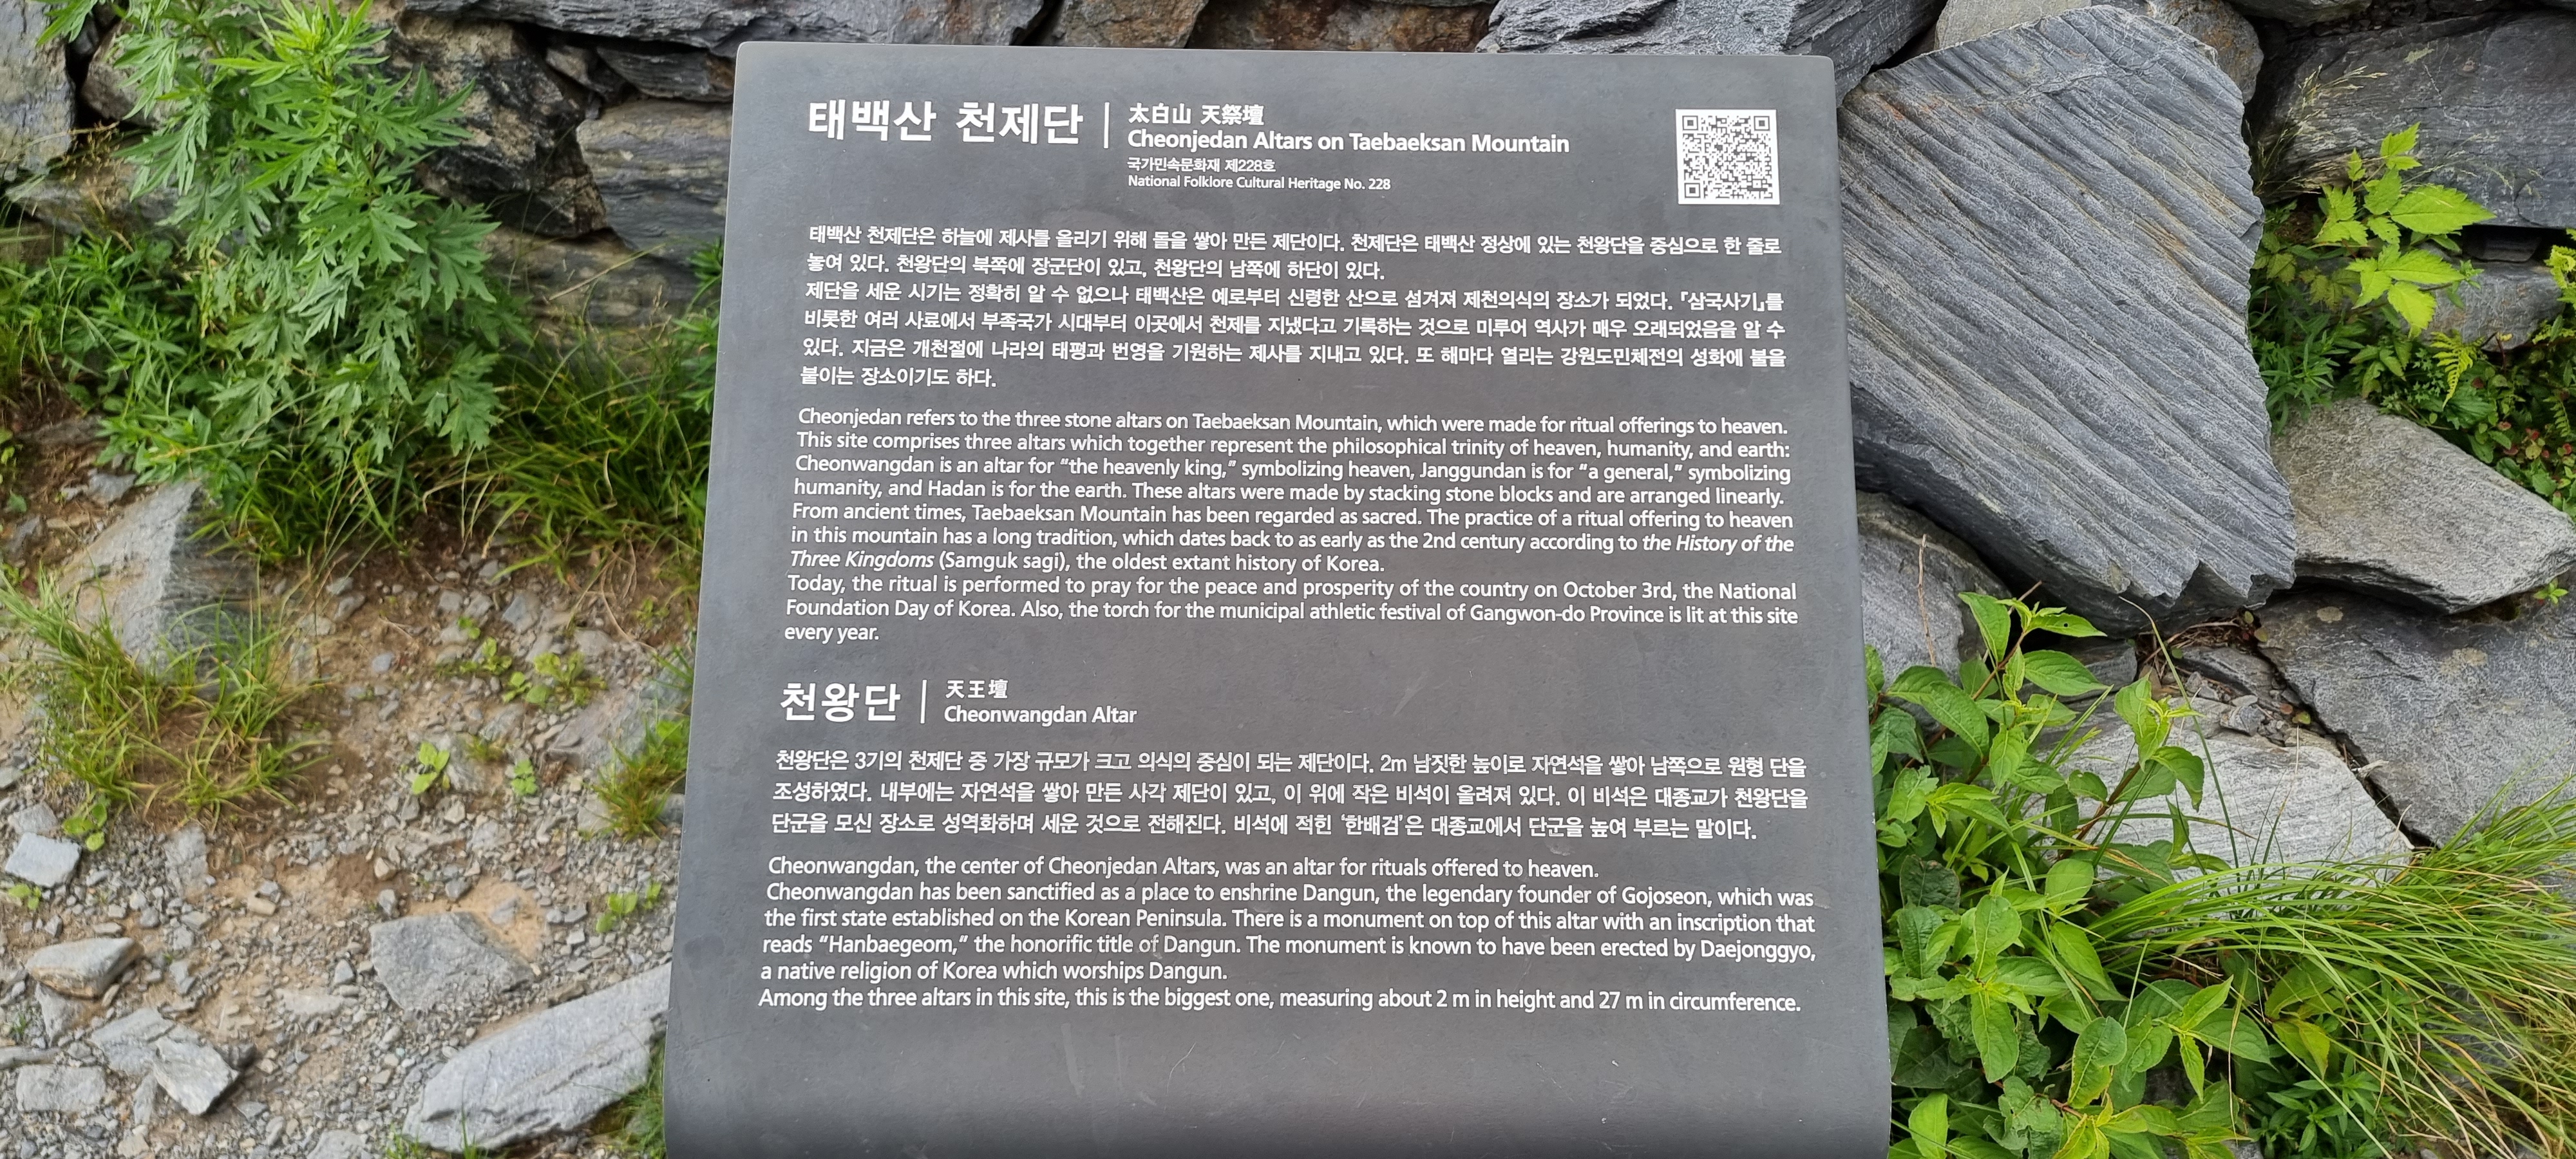 태백산 천제단
太白山 天祭壇
Cheonjedan Altars on Taebaeksan Mountain
국가민속문화재 제228호
National Folklore Cultural Heritage No. 228
태백산 천제단은 하늘에 제사를 올리기 위해 돌을 쌓아 만든 제단이다. 천제단은 태백산 정상에 있는 천왕단을 중심으로 한 줄로
놓여 있다. 천왕단의 북쪽에 장군단이 있고, 천왕단의 남쪽에 하단이 있다.
제단을 세운 시기는 정확히 알 수 없으나 태백산은 예로부터 신령한 산으로 섬겨져 제천의식의 장소가 되었다. 「삼국사기」를
비롯한 여러 사료에서 부족국가 시대부터 이곳에서 천제를 지냈다고 기록하는 것으로 미루어 역사가 매우 오래되었음을 알 수
있다. 지금은 개천절에 나라의 태평과 번영을 기원하는 제사를 지내고 있다. 또 해마다 열리는 강원도민체전의 성화에 불을
붙이는 장소이기도 하다.
Cheonjedan refers to the three stone altars on Taebaeksan Mountain, which were made for ritual offerings to heaven.
This site comprises three altars which together represent the philosophical trinity of heaven, humanity, and earth:
Cheonwangdan is an altar for “the heavenly king,” symbolizing heaven, Janggundan is for “a general,” symbolizing
humanity, and Hadan is for the earth. These altars were made by stacking stone blocks and are arranged linearly.
From ancient times, Taebaeksan Mountain has been regarded as sacred. The practice of a ritual offering to heaven
in this mountain has a long tradition, which dates back to as early as the 2nd century according to the History of the
Three Kingdoms (Samguk sagi), the oldest extant history of Korea.
Today, the ritual is performed to pray for the peace and prosperity of the country on October 3rd, the National
Foundation Day of Korea. Also, the torch for the municipal athletic festival of Gangwon-do Province is lit at this site
every year.
천왕단
天王壇
Cheonwangdan Altar
천왕단은 3기의 천제단 중 가장 규모가 크고 의식의 중심이 되는 제단이다. 2m 남짓한 높이로 자연석을 쌓아 남쪽으로 원형 단을
조성하였다. 내부에는 자연석을 쌓아 만든 사각 제단이 있고, 이 위에 작은 비석이 올려져 있다. 이 비석은 대종교가 천왕단을
단군을 모신 장소로 성역화하며 세운 것으로 전해진다. 비석에 적힌 ‘한배검’은 대종교에서 단군을 높여 부르는 말이다.
Cheonwangdan, the center of Cheonjedan Altars, was an altar for rituals offered to heaven.
Cheonwangdan has been sanctified as a place to enshrine Dangun, the legendary founder of Gojoseon, which was
the first state established on the Korean Peninsula. There is a monument on top of this altar with an inscription that
reads “Hanbaegeom,” the honorific title of Dangun. The monument is known to have been erected by Daejonggyo,
a native religion of Korea which worships Dangun.
Among the three altars in this site, this is the biggest one, measuring about 2 m in height and 27 m in circumference.